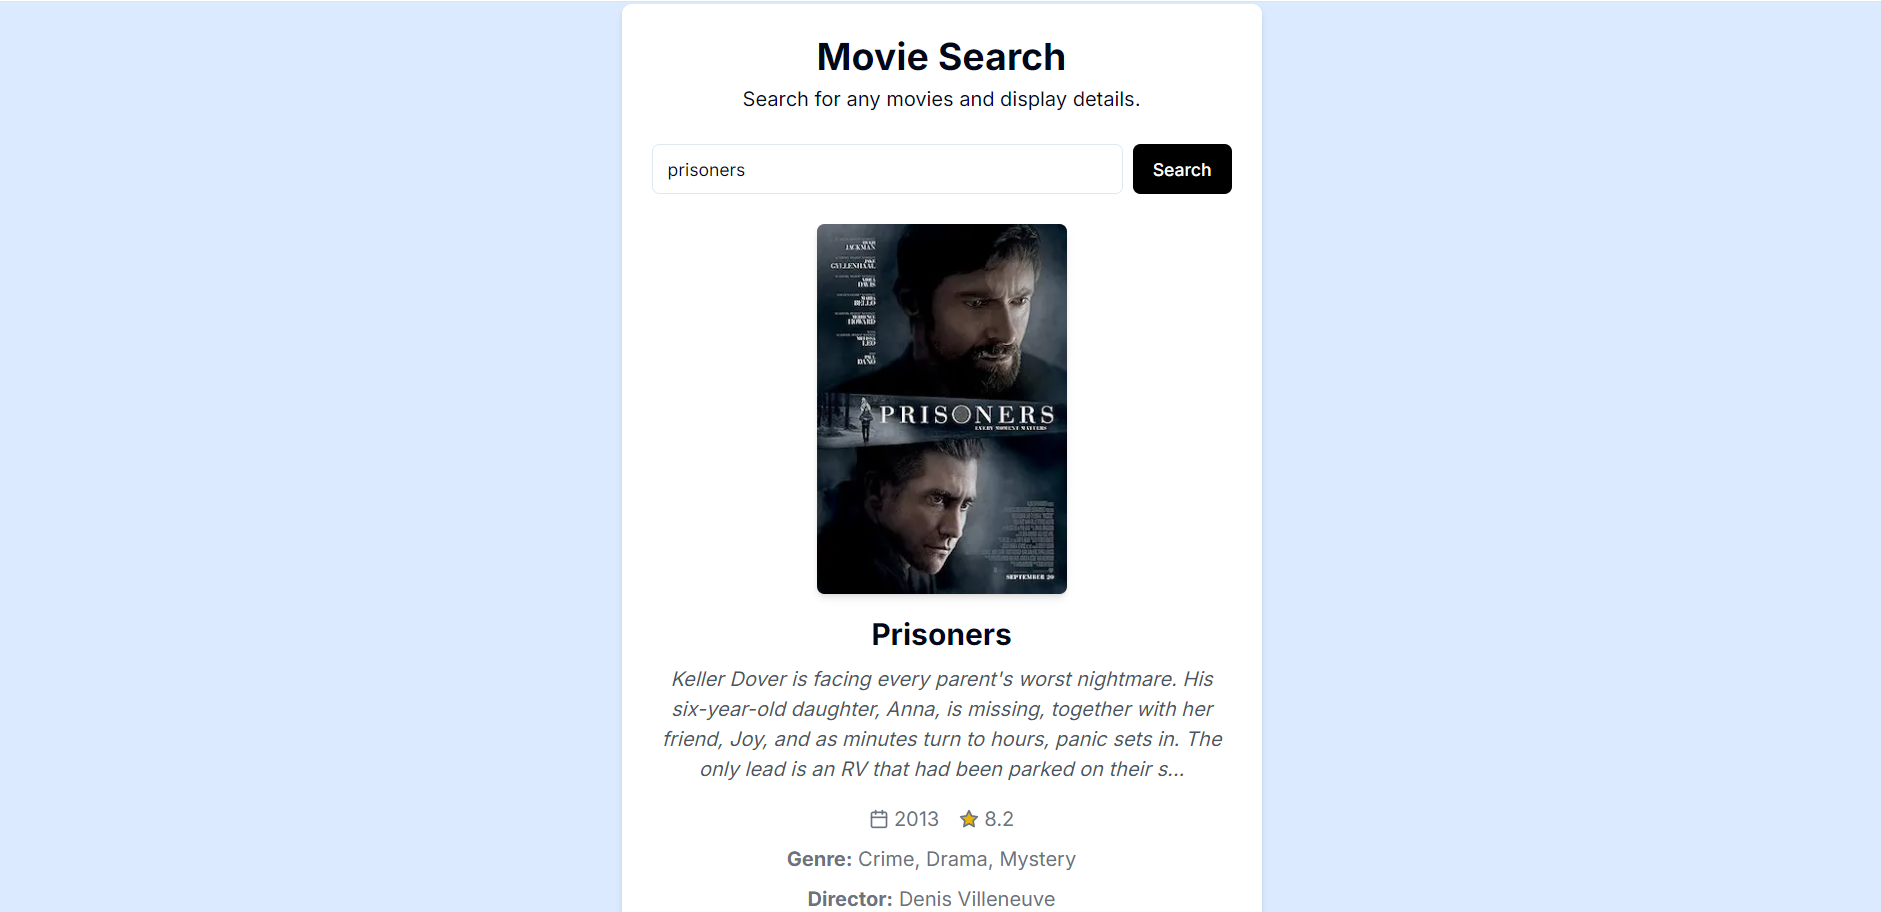 Movie Search
Search for any movies and display details.
prisoners
Search
JACKMAN
GYLLENHAAL
DAVIS
BELLO
HOWARD
LEO
DANO
PRISONERS
EVERY MOMENT MATTERS
SEPTEMBER 20
Prisoners
Keller Dover is facing every parent's worst nightmare. His
six-year-old daughter, Anna, is missing, together with her
friend, Joy, and as minutes turn to hours, panic sets in. The
only lead is an RV that had been parked on their s...
2013 8.2
Genre: Crime, Drama, Mystery
Director: Denis Villeneuve